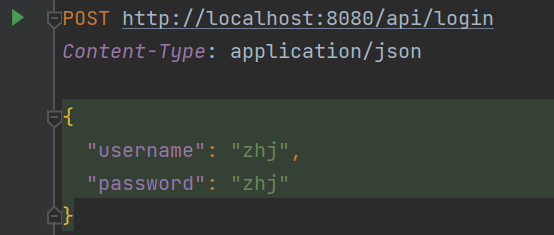 POST http://localhost:8080/api/login
Content-Type: application/json
{
"username": "zhj",
"password": "zhj"
}